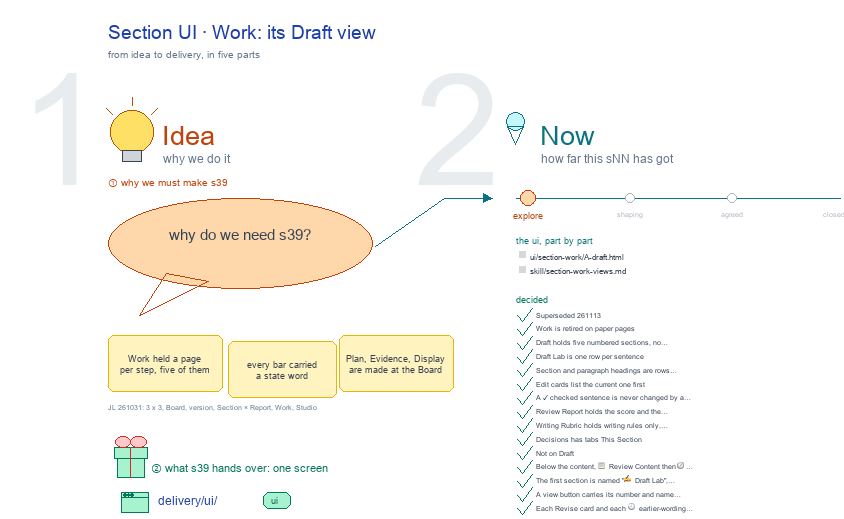 Section UI · Work: its Draft view
from idea to delivery, in five parts
1
Idea
why we do it
① why we must make s39
why do we need s39?
Work held a page
per step, five of them
every bar carried
a state word
Plan, Evidence, Display
are made at the Board
JL 261031: 3 x 3, Board, version, Section × Report, Work, Studio
② what s39 hands over: one screen
delivery/ui/
ui
2
Now
how far this sNN has got
explore
shaping
agreed
closed
the ui, part by part
ui/section-work/A-draft.html
skill/section-work-views.md
decided
Superseded 261113
Work is retired on paper pages
Draft holds five numbered sections, no…
Draft Lab is one row per sentence
Section and paragraph headings are rows…
Edit cards list the current one first
A ✓ checked sentence is never changed by a…
Review Report holds the score and the…
Writing Rubric holds writing rules only,…
Decisions has tabs This Section
Not on Draft
Below the content, Review Content then …
The first section is named "✍ Draft Lab",…
A view button carries its number and name…
Each Revise card and each earlier-wording…